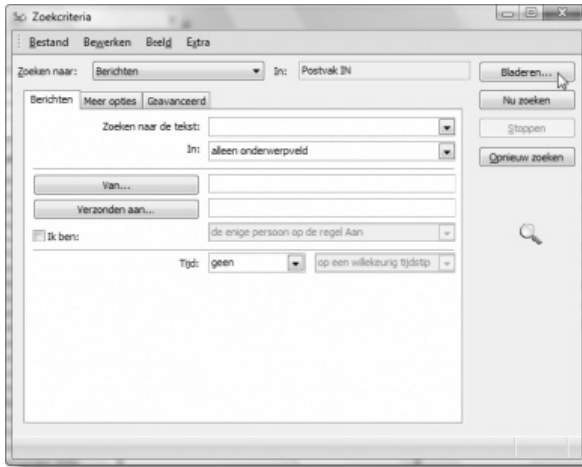 Zoekcriteria
Bestand Bewerken Beeld Extra
Zoeken naar: Berichten In: Postvak IN Bladeren...
Berichten Meer opties Geavanceerd Nu zoeken
Zoeken naar de tekst: Stoppen
In: alleen onderwerpveld Opnieuw zoeken
Van...
Verzonden aan...
Ik ben: de enige persoon op de regel Aan
Tijd: geen op een willekeurig tijdstip